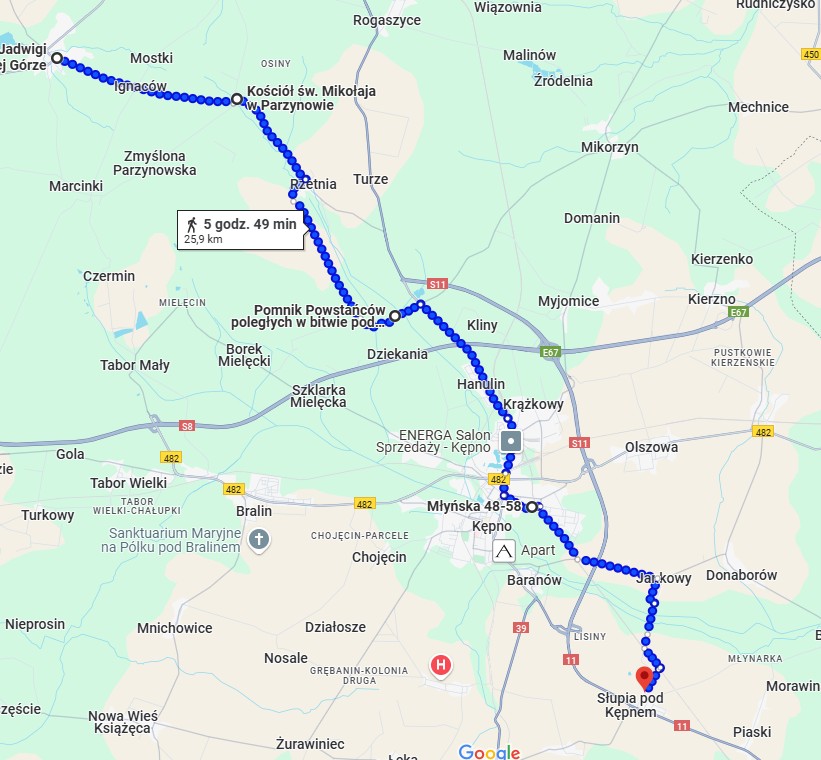 Rogaszyce
Wiązownia
Rudniczysko
Jadwigi
ej Górze
Mostki
OSINY
Malinów
450
Ignaców
Kościół św. Mikołaja
w Parzynowie
Źródelnia
Mechnice
Zmyślona
Parzynowska
Mikorzyn
Marcinki
Rzetnia
Turze
5 godz. 49 min
25,9 km
Domanin
Kierzenko
Czermin
S11
MIELĘCIN
Myjomice
Kierzno
E67
Pomnik Powstańców
poległych w bitwie pod...
Kliny
Tabor Mały
Borek
Mielęcki
Dziekania
E67
PUSTKOWIE
KIERZEŃSKIE
Szklarka
Mielęcka
Hanulin
Krążkowy
S8
482
ENERGA Salon
Sprzedaży - Kępno
S11
Olszowa
Gola
482
zie
Tabor Wielki
482
482
482
TABOR
WIELKI-CHAŁUPKI
Turkowy
Bralin
Młyńska 48-58
Kępno
Sanktuarium Maryjne
na Pólku pod Bralinem
CHOJĘCIN-PARCELE
Chojęcin
Apart
Baranów
Jankowy
Donaborów
Nieprosin
Mnichowice
Działosze
39
LISINY
B
Nosale
11
MŁYNARKA
GRĘBANIN-KOLONIA
DRUGA
H
Słupia pod
Kępnem
Morawin
częście
Nowa Wieś
Książęca
11
Piaski
Żurawiniec
Google
Łęka